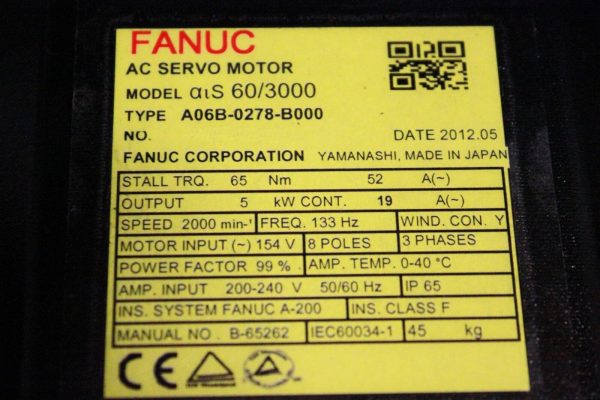 FANUC
AC SERVO MOTOR
MODEL αiS 60/3000
TYPE A06B-0278-B000
NO. DATE 2012.05
FANUC CORPORATION YAMANASHI, MADE IN JAPAN
STALL TRQ. 65 Nm 52 A(~)
OUTPUT 5 kW CONT. 19 A(~)
SPEED 2000 min-¹ FREQ. 133 Hz WIND. CON. Y
MOTOR INPUT (~) 154 V 8 POLES 3 PHASES
POWER FACTOR 99 % AMP. TEMP. 0-40 °C
AMP. INPUT 200-240 V 50/60 Hz IP 65
INS. SYSTEM FANUC A-200 INS. CLASS F
MANUAL NO. B-65262 IEC60034-1 45 kg
CE